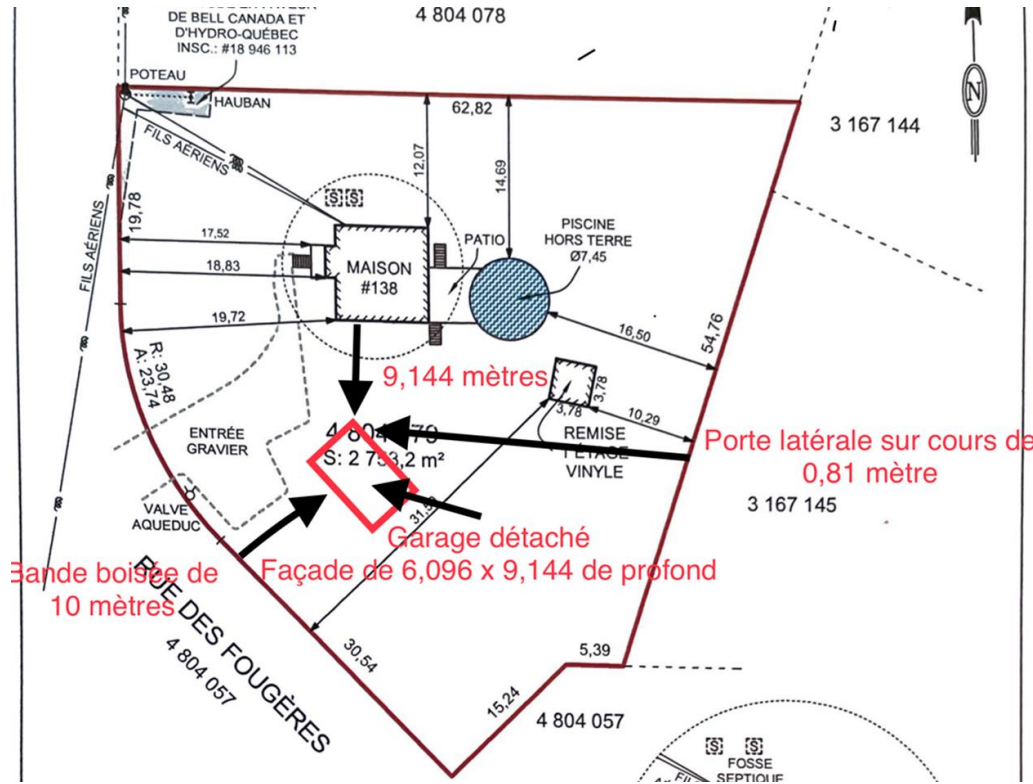 DE BELL CANADA ET
D'HYDRO-QUÉBEC
INSC.: #18 946 113
4 804 078
POTEAU
HAUBAN
62,82
N
3 167 144
FILS AÉRIENS
FILS AÉRIENS
19,78
12,07
14,69
S S
17,52
18,83
19,72
MAISON
#138
PATIO
PISCINE
HORS TERRE
Ø7,45
16,50
54,76
R: 30,48
A: 23,74
9,144 mètres
3,78
3,78
10,29
REMISE
1 ÉTAGE
VINYLE
Porte latérale sur cours de
0,81 mètre
ENTRÉE
GRAVIER
S: 2 753,2 m²
3 167 145
VALVE
AQUEDUC
Garage détaché
Façade de 6,096 x 9,144 de profond
Bande boisée de
10 mètres
RUE DES FOUGÈRES
4 804 057
30,54
5,39
15,24
4 804 057
S S
FOSSE
SEPTIQUE